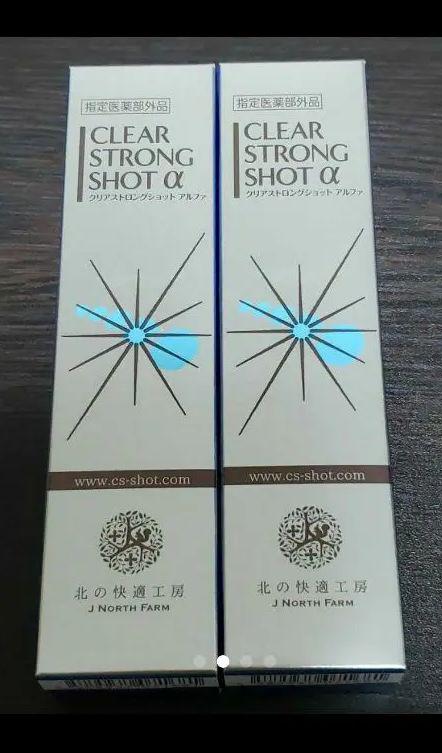 指定医薬部外品
CLEAR
STRONG
SHOT α
クリアストロングショット アルファ
www.cs-shot.com
北の快適工房
J NORTH FARM
指定医薬部外品
CLEAR
STRONG
SHOT α
クリアストロングショット アルファ
www.cs-shot.com
北の快適工房
J NORTH FARM